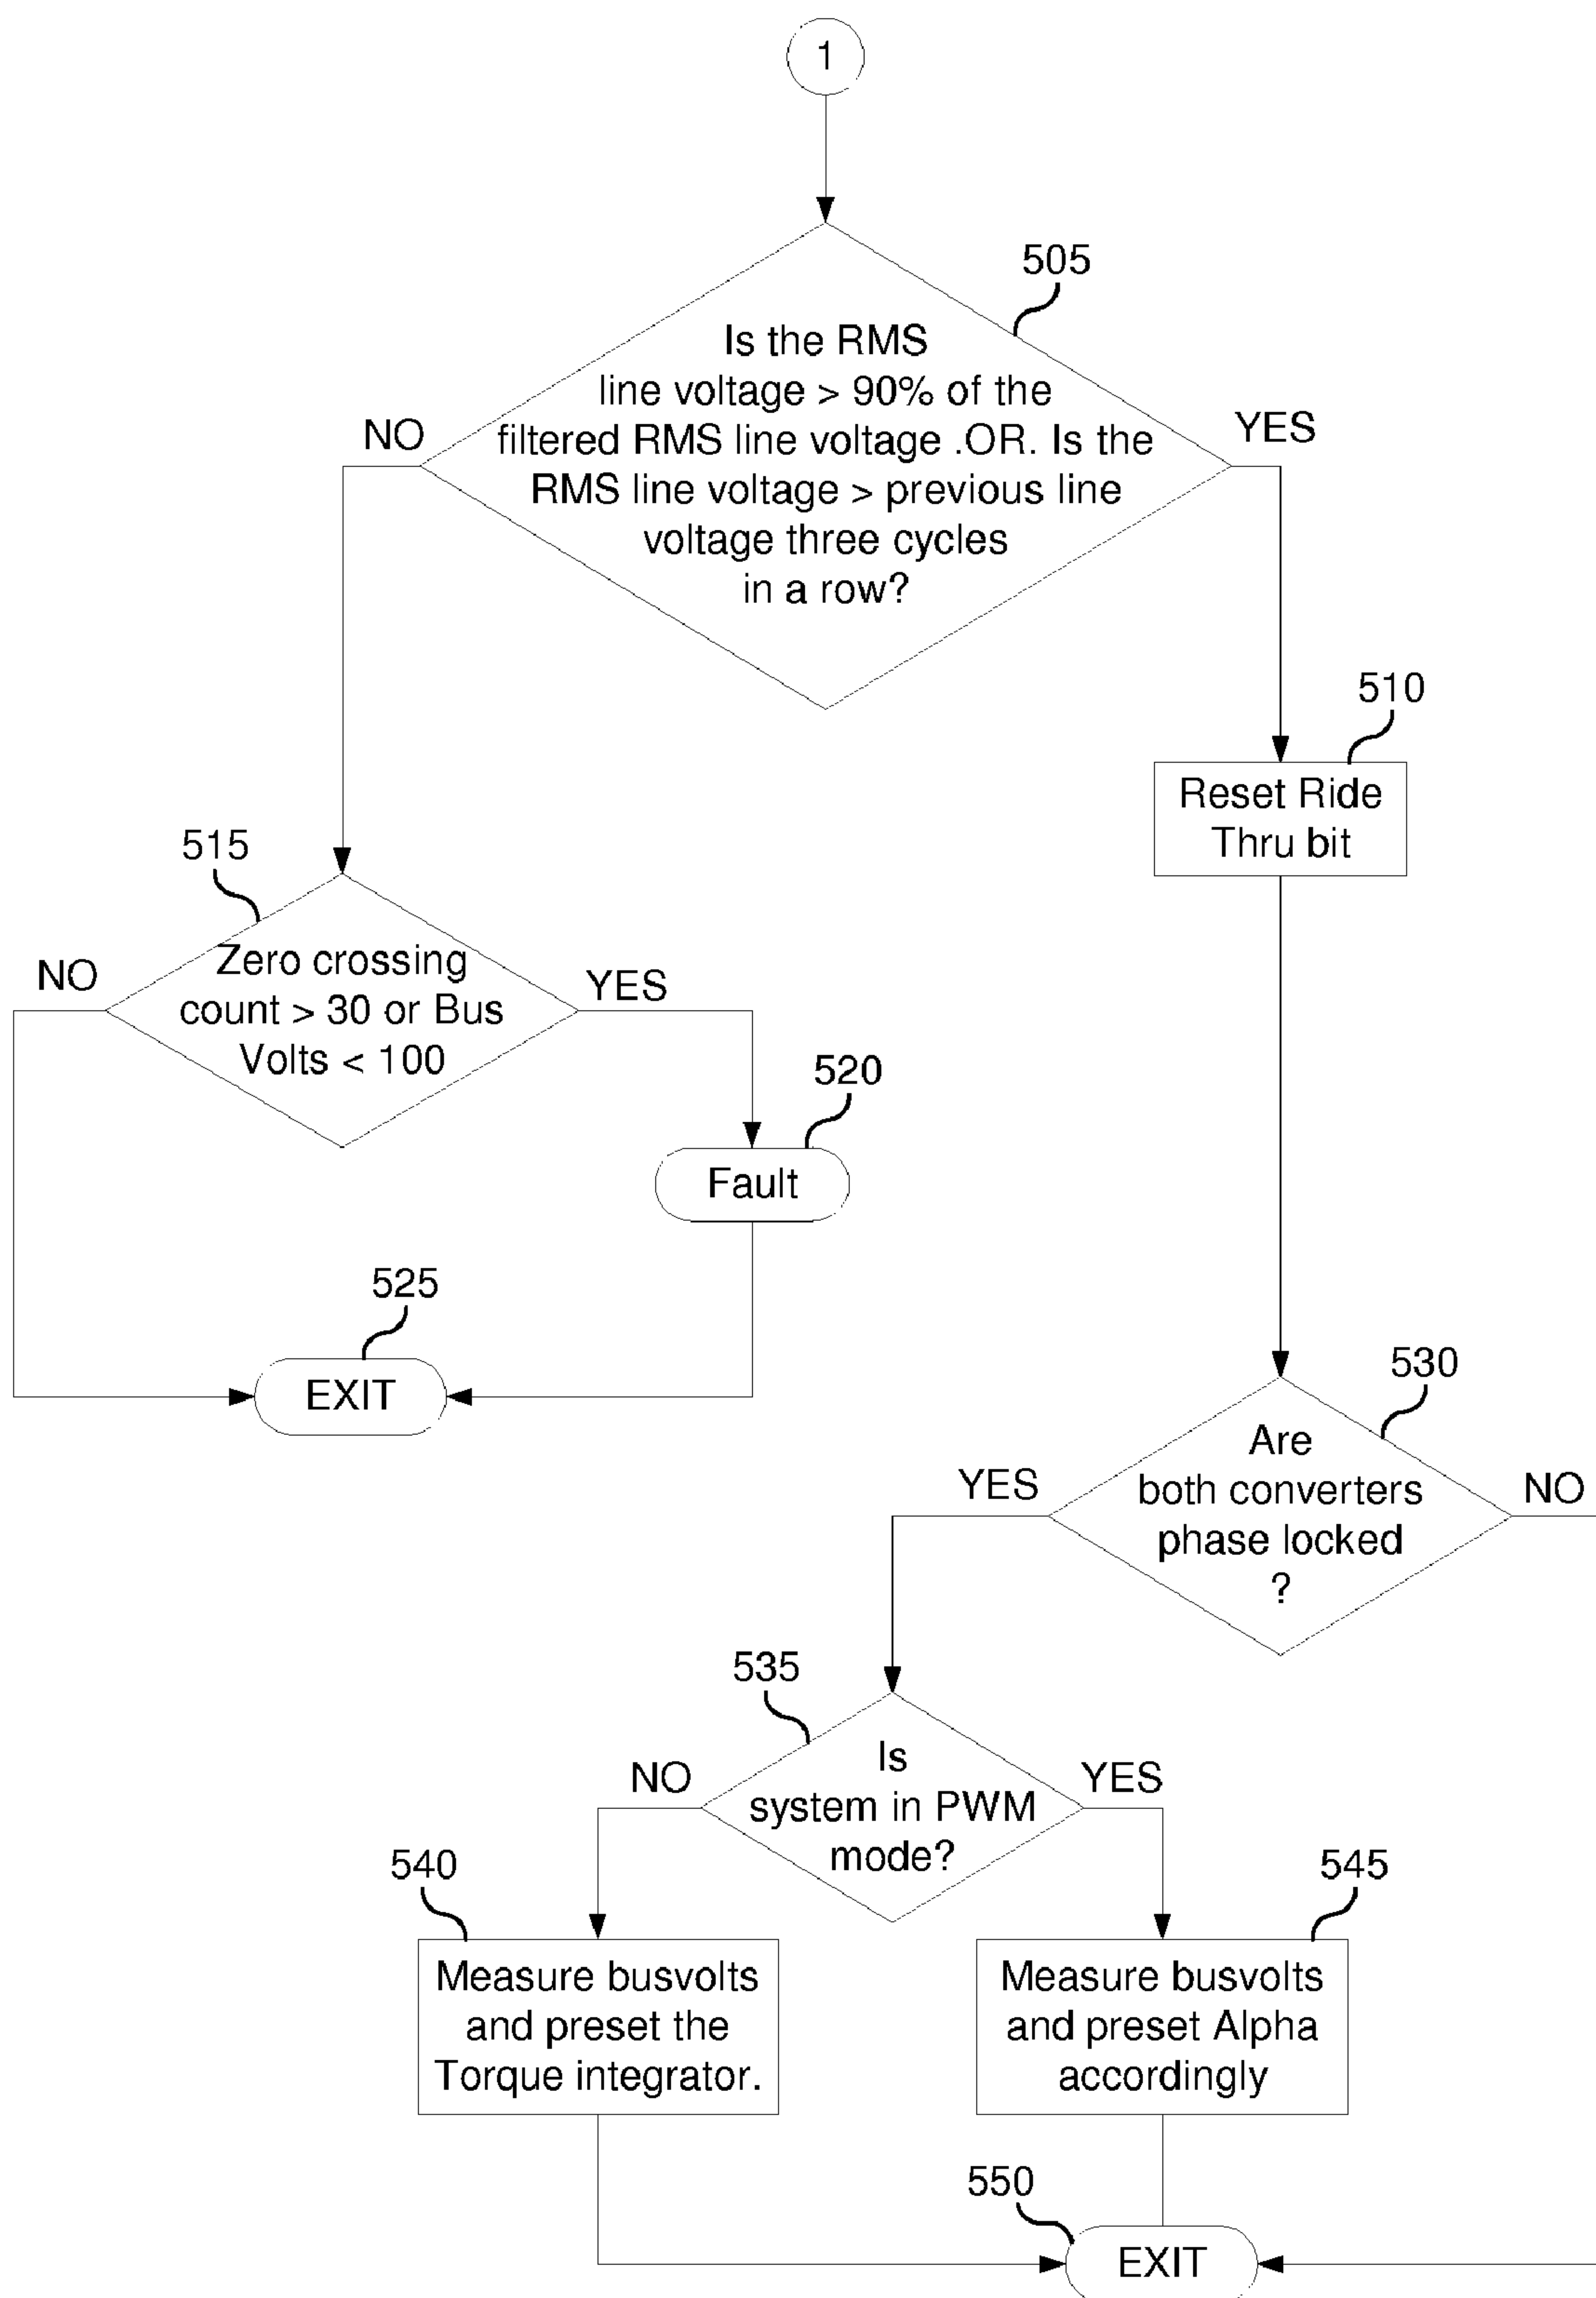 1
505
Is the RMS
line voltage > 90% of the
filtered RMS line voltage .OR. Is the
RMS line voltage > previous line
voltage three cycles
in a row?
NO
YES
510
Reset Ride
Thru bit
515
Zero crossing
count > 30 or Bus
Volts < 100
NO
YES
520
Fault
525
EXIT
530
Are
both converters
phase locked
?
YES
NO
535
Is
system in PWM
mode?
NO
YES
540
Measure busvolts
and preset the
Torque integrator.
545
Measure busvolts
and preset Alpha
accordingly
550
EXIT